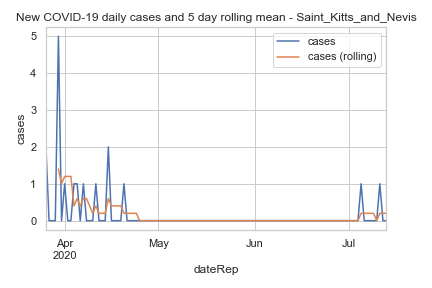 New COVID-19 daily cases and 5 day rolling mean - Saint_Kitts_and_Nevis
cases
cases (rolling)
5
4
3
2
1
0
cases
Apr
2020
May
Jun
Jul
dateRep